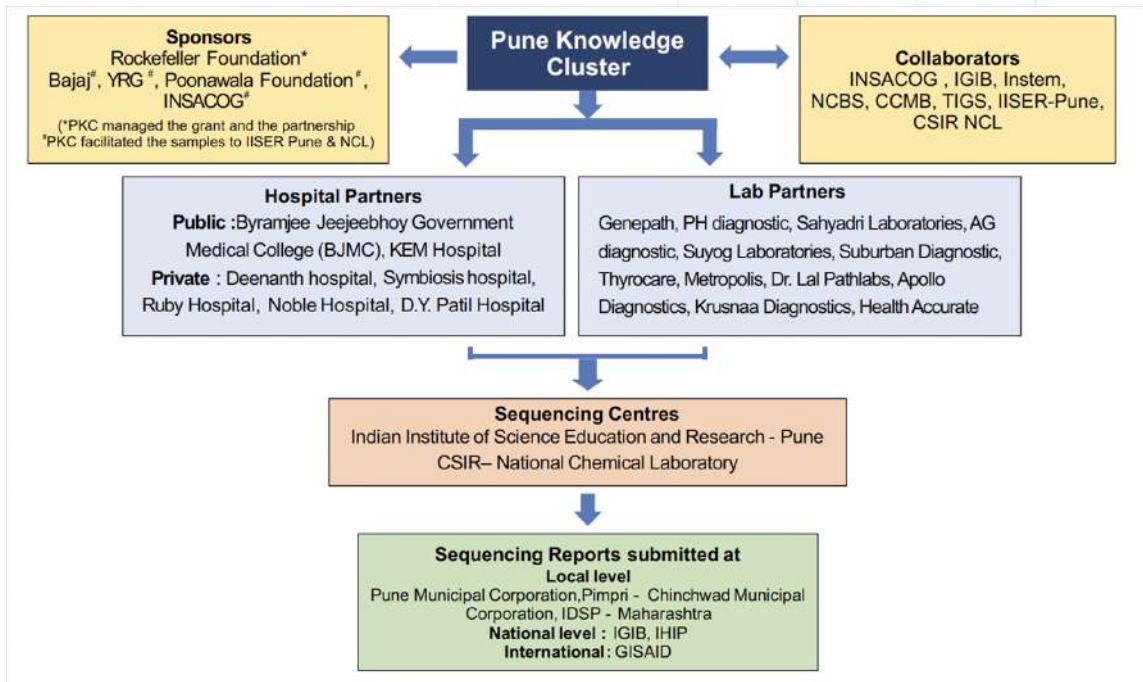 Sponsors
Rockefeller Foundation*
Bajaj#, YRG #, Poonawala Foundation#,
INSACOG#
(*PKC managed the grant and the partnership
#PKC facilitated the samples to IISER Pune & NCL)
Pune Knowledge
Cluster
Collaborators
INSACOG , IGIB, Instem,
NCBS, CCMB, TIGS, IISER-Pune,
CSIR NCL
Hospital Partners
Public :Byramjee Jeejeebhoy Government
Medical College (BJMC), KEM Hospital
Private : Deenanth hospital, Symbiosis hospital,
Ruby Hospital, Noble Hospital, D.Y. Patil Hospital
Lab Partners
Genepath, PH diagnostic, Sahyadri Laboratories, AG
diagnostic, Suyog Laboratories, Suburban Diagnostic,
Thyrocare, Metropolis, Dr. Lal Pathlabs, Apollo
Diagnostics, Krusnaa Diagnostics, Health Accurate
Sequencing Centres
Indian Institute of Science Education and Research - Pune
CSIR– National Chemical Laboratory
Sequencing Reports submitted at
Local level
Pune Municipal Corporation,Pimpri - Chinchwad Municipal
Corporation, IDSP - Maharashtra
National level : IGIB, IHIP
International: GISAID